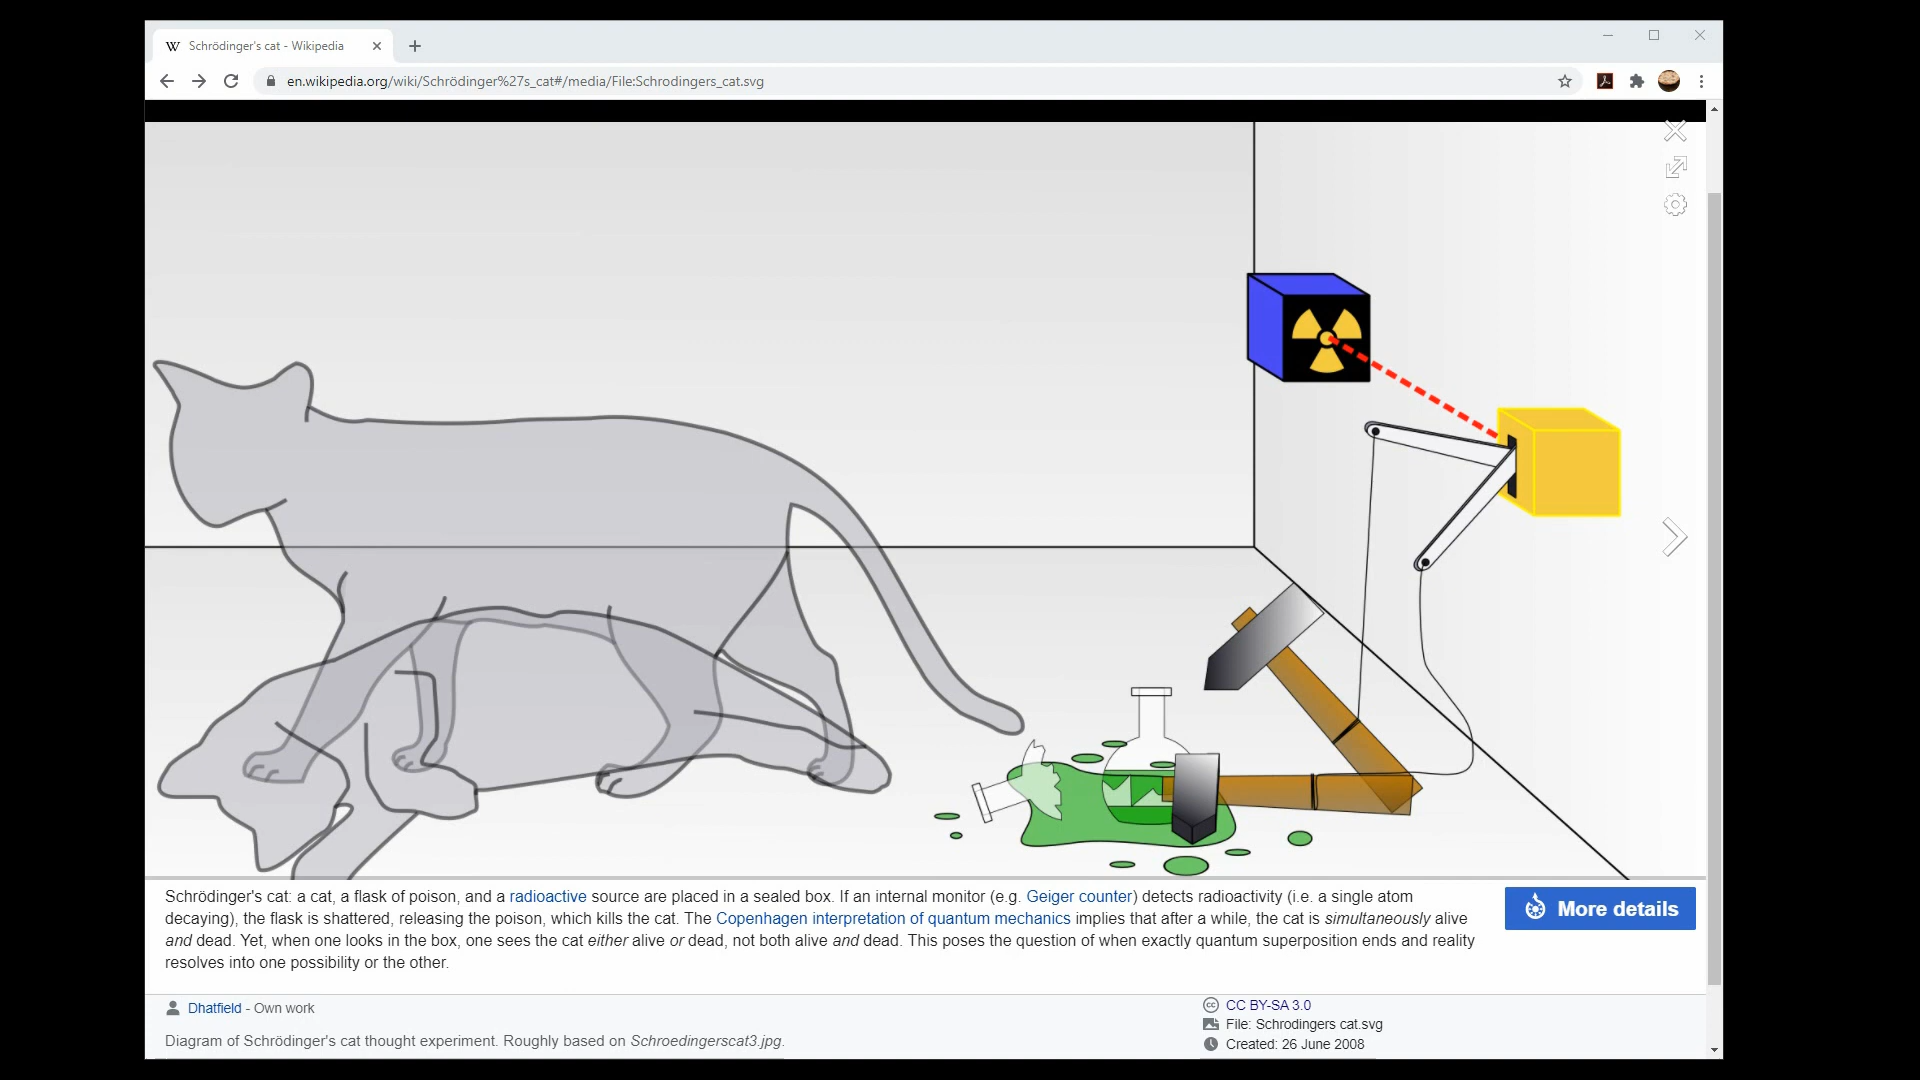 W Schrödinger's cat - Wikipedia
en.wikipedia.org/wiki/Schrödinger%27s_cat#/media/File:Schrodingers_cat.svg
Schrödinger's cat: a cat, a flask of poison, and a radioactive source are placed in a sealed box. If an internal monitor (e.g. Geiger counter) detects radioactivity (i.e. a single atom
decaying), the flask is shattered, releasing the poison, which kills the cat. The Copenhagen interpretation of quantum mechanics implies that after a while, the cat is simultaneously alive
and dead. Yet, when one looks in the box, one sees the cat either alive or dead, not both alive and dead. This poses the question of when exactly quantum superposition ends and reality
resolves into one possibility or the other.
More details
Dhatfield - Own work
Diagram of Schrödinger's cat thought experiment. Roughly based on Schroedingerscat3.jpg.
cc CC BY-SA 3.0
File: Schrodingers cat.svg
Created: 26 June 2008